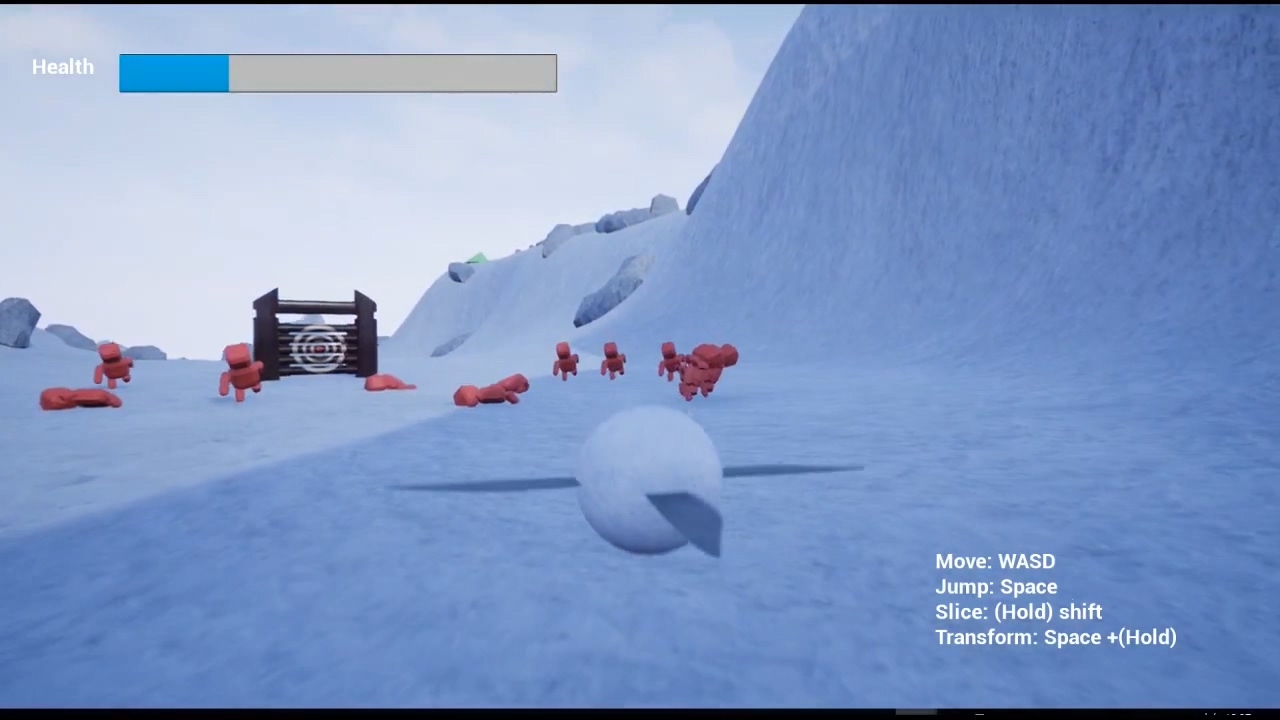 Health
Move: WASD
Jump: Space
Slice: (Hold) shift
Transform: Space +(Hold)